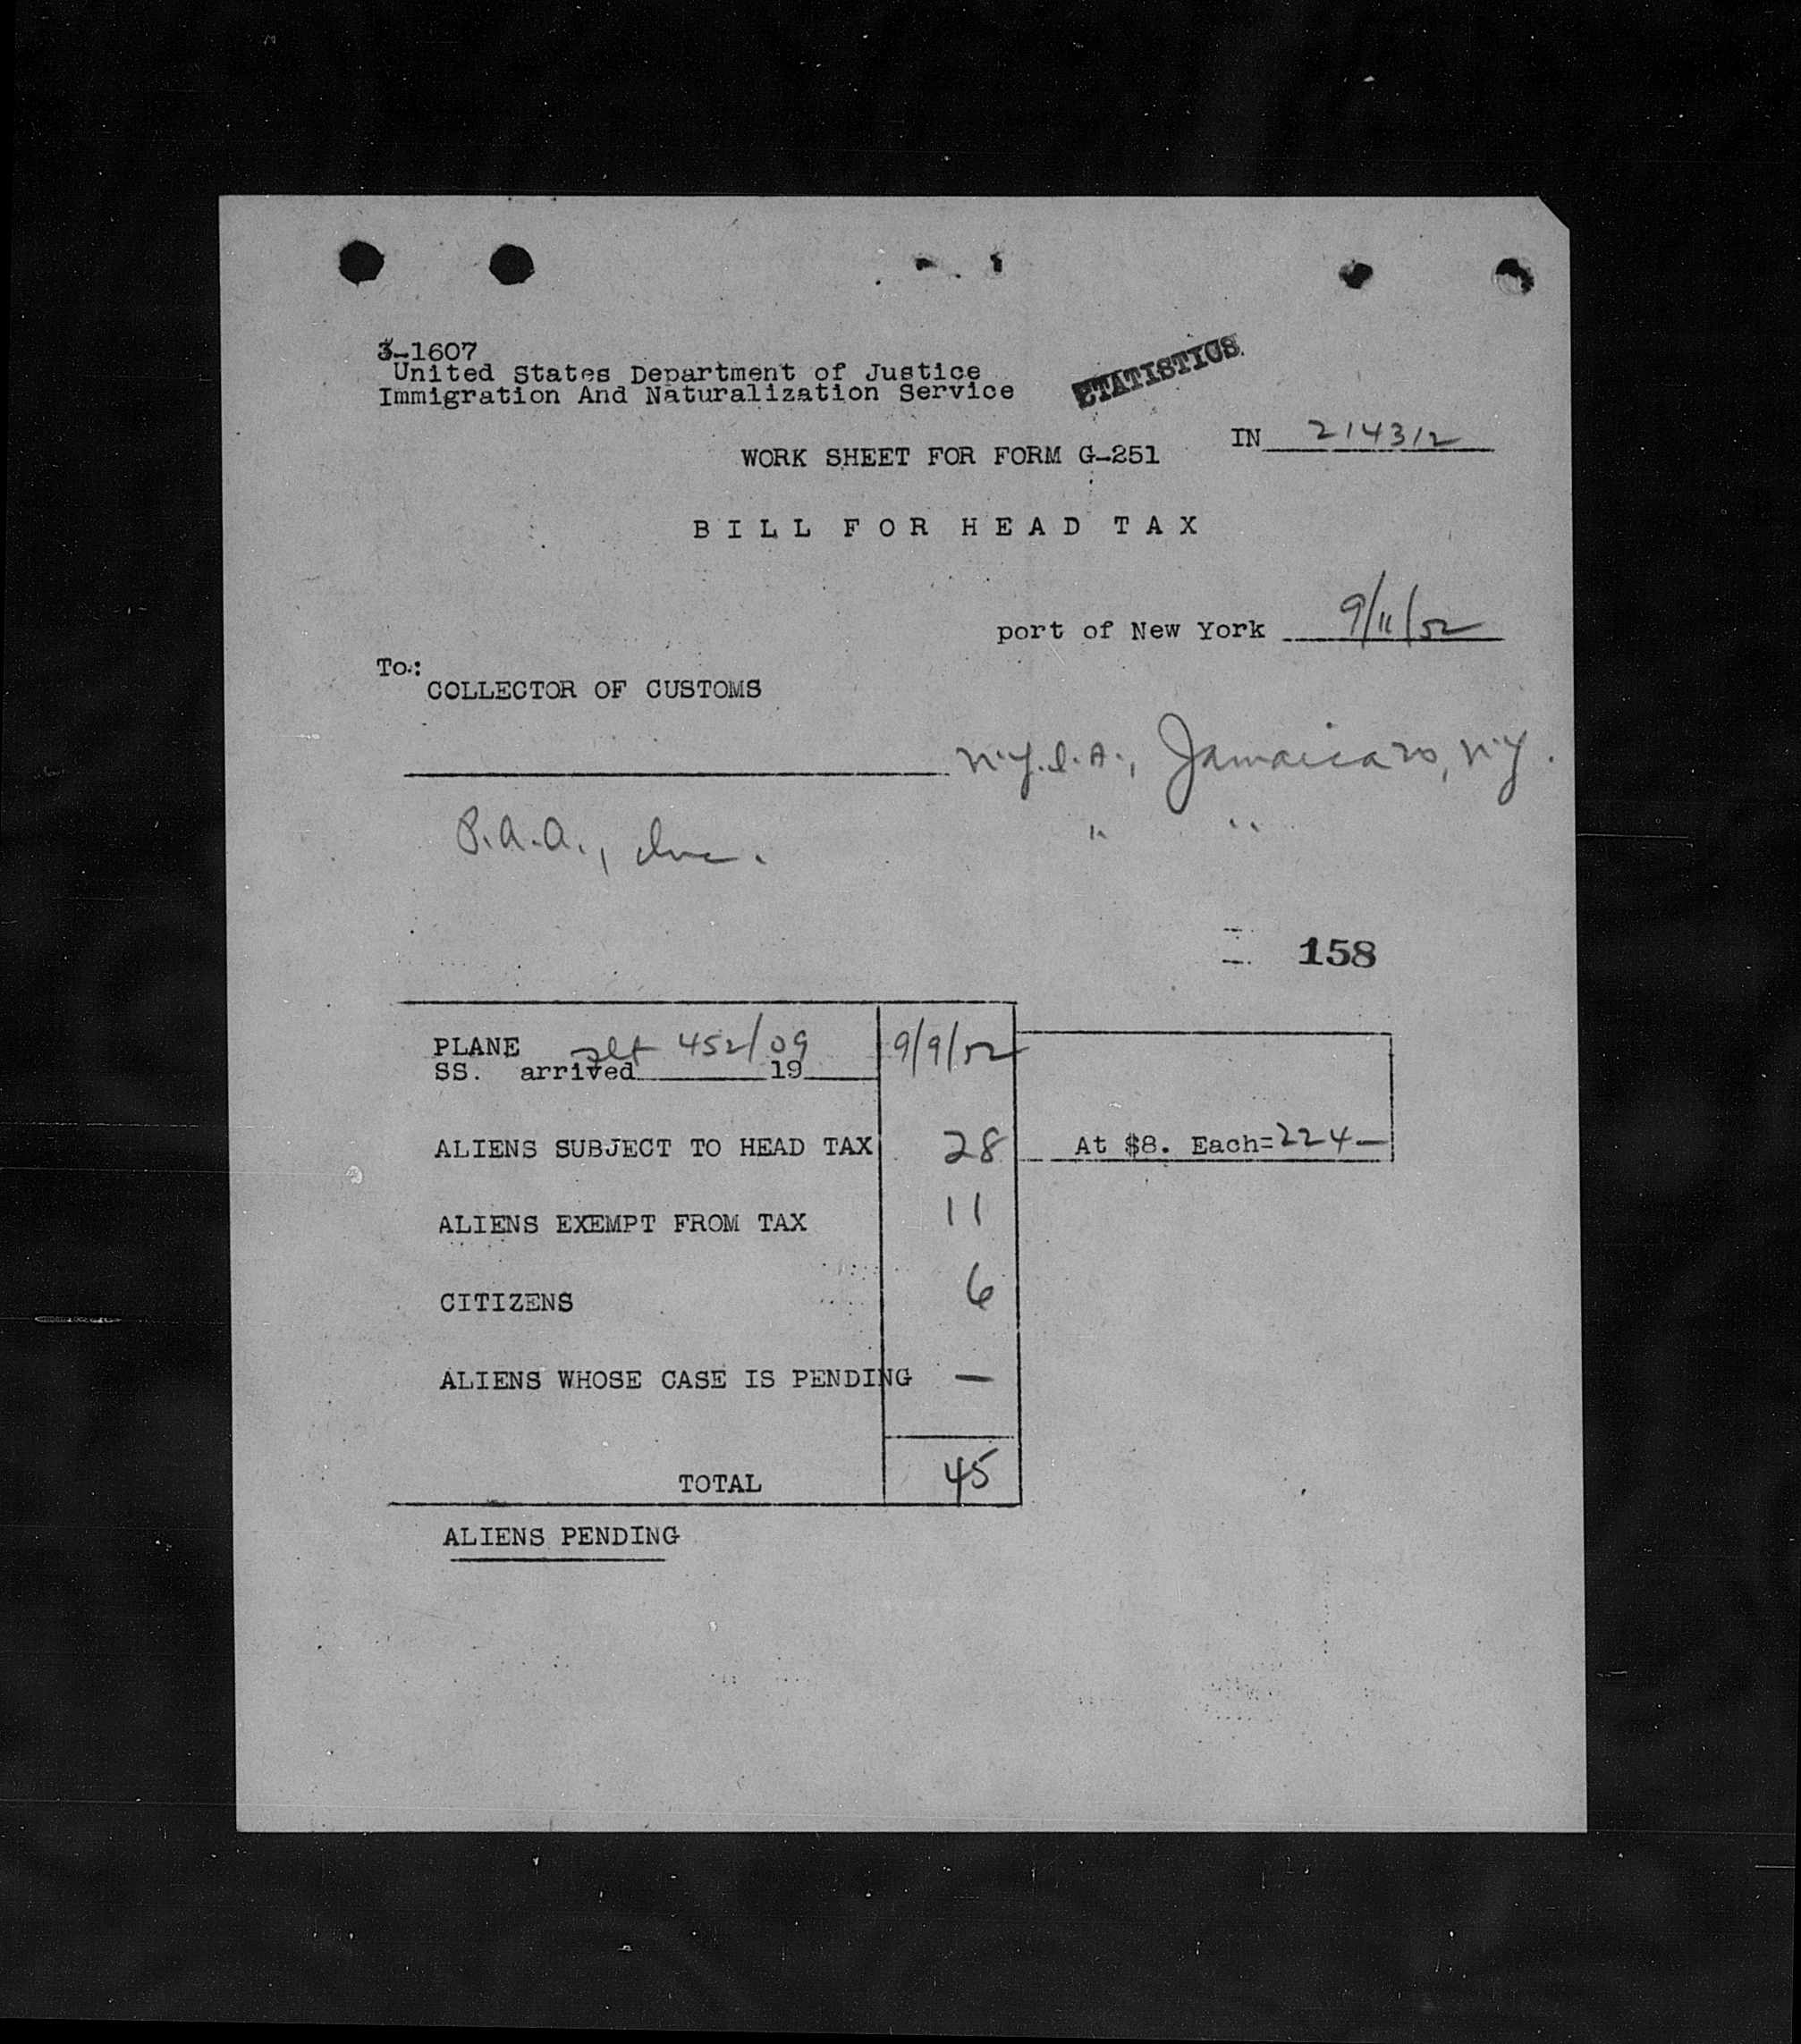 3-1607
United States Department of Justice
Immigration And Naturalization Service
STATISTICS
IN 214312
WORK SHEET FOR FORM G-251
BILL FOR HEAD TAX
port of New York 9/11/52
To:
COLLECTOR OF CUSTOMS
N.Y.I.A., Jamaica, N.Y.
P.A.A., Inc. " "
158
PLANE flt 452/09 9/9/52
SS. arrived 19
ALIENS SUBJECT TO HEAD TAX 28 At $8. Each=224—
ALIENS EXEMPT FROM TAX 11
CITIZENS 6
ALIENS WHOSE CASE IS PENDING —
TOTAL 45
ALIENS PENDING